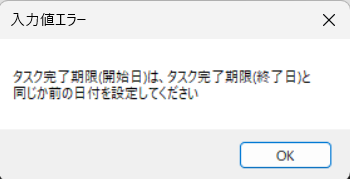 入力値エラー
タスク完了期限(開始日)は、タスク完了期限(終了日)と
同じか前の日付を設定してください
OK